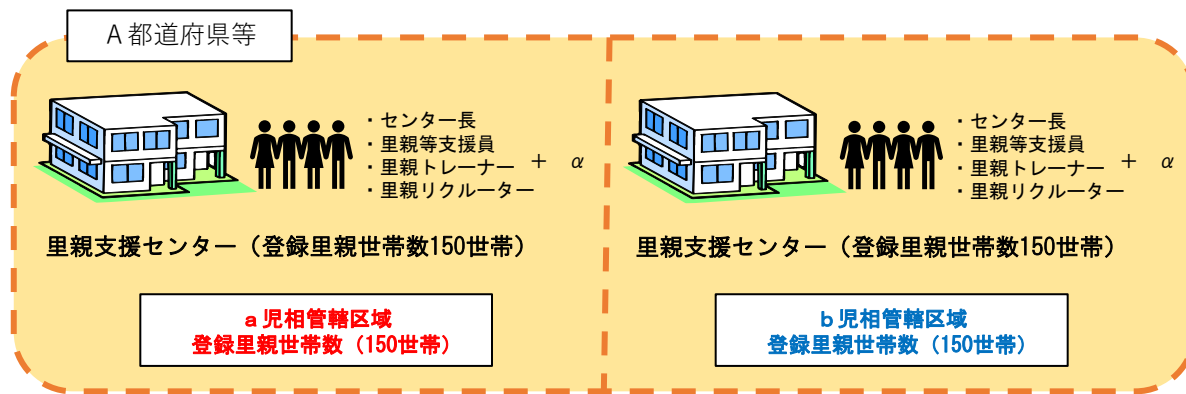 A都道府県等
・センター長
・里親等支援員
・里親トレーナー ＋ α
・里親リクルーター
里親支援センター（登録里親世帯数150世帯）
a児相管轄区域
登録里親世帯数（150世帯）
・センター長
・里親等支援員
・里親トレーナー ＋ α
・里親リクルーター
里親支援センター（登録里親世帯数150世帯）
b児相管轄区域
登録里親世帯数（150世帯）